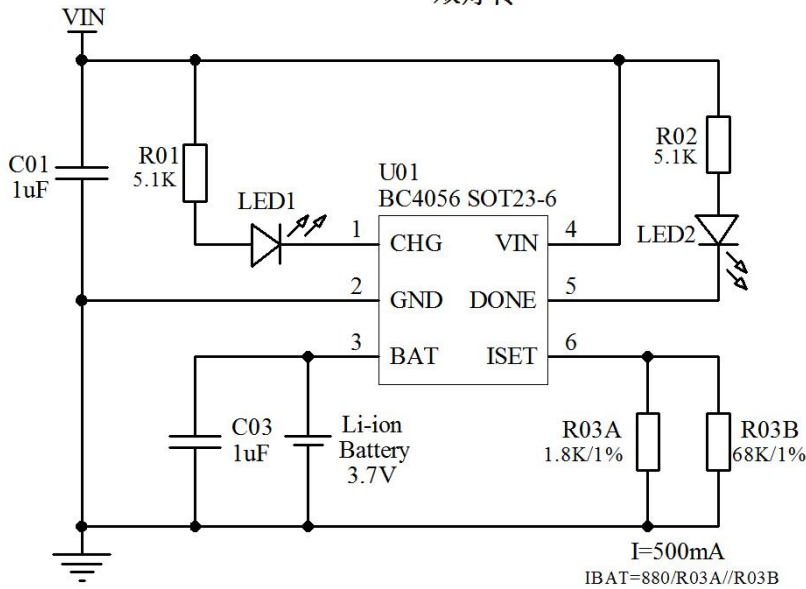 VIN
C01
1uF
R01
5.1K
LED1
U01
BC4056 SOT23-6
R02
5.1K
LED2
1 CHG VIN 4
2 GND DONE 5
3 BAT ISET 6
C03
1uF
Li-ion
Battery
3.7V
R03A
1.8K/1%
R03B
68K/1%
I=500mA
IBAT=880/R03A//R03B